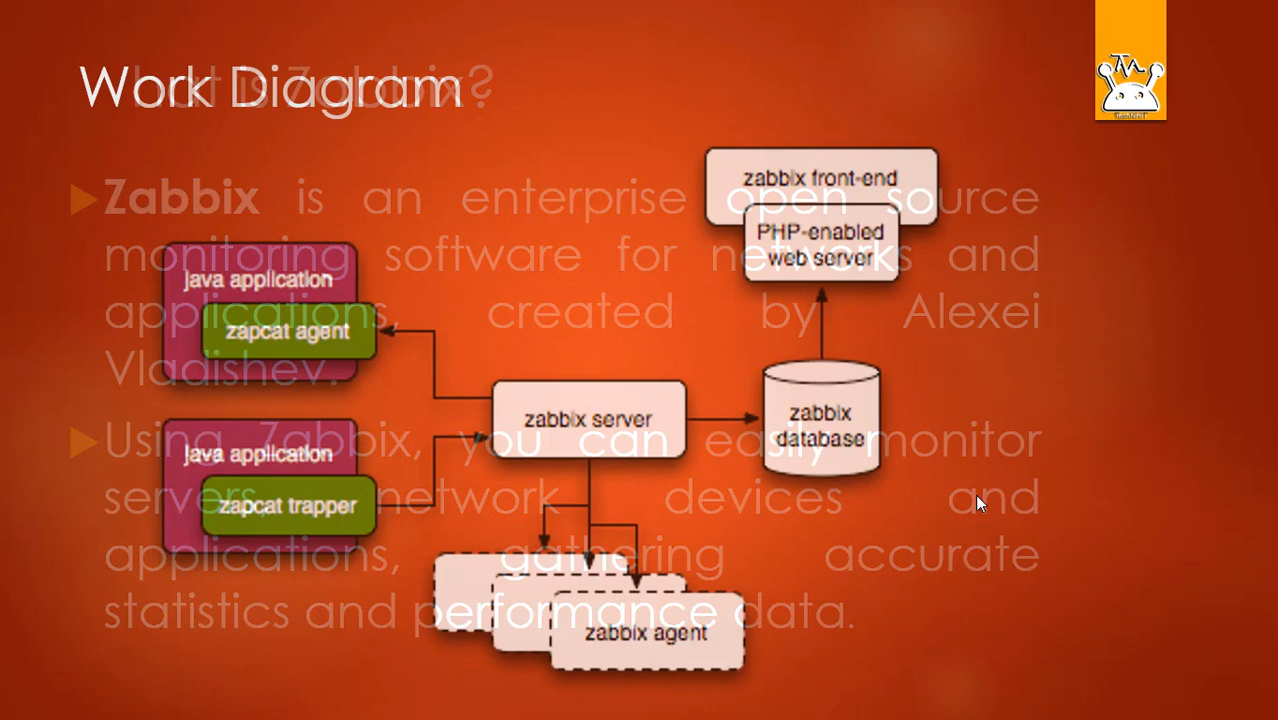 Work Diagram
What is Zabbix?
Zabbix is an enterprise open source
monitoring software for networks and
applications, created by Alexei
Vladishev.
Using Zabbix, you can easily monitor
servers, network devices and
applications, gathering accurate
statistics and performance data.
zabbix front-end
PHP-enabled
web server
java application
zapcat agent
zabbix server
zabbix
database
java application
zapcat trapper
zabbix agent